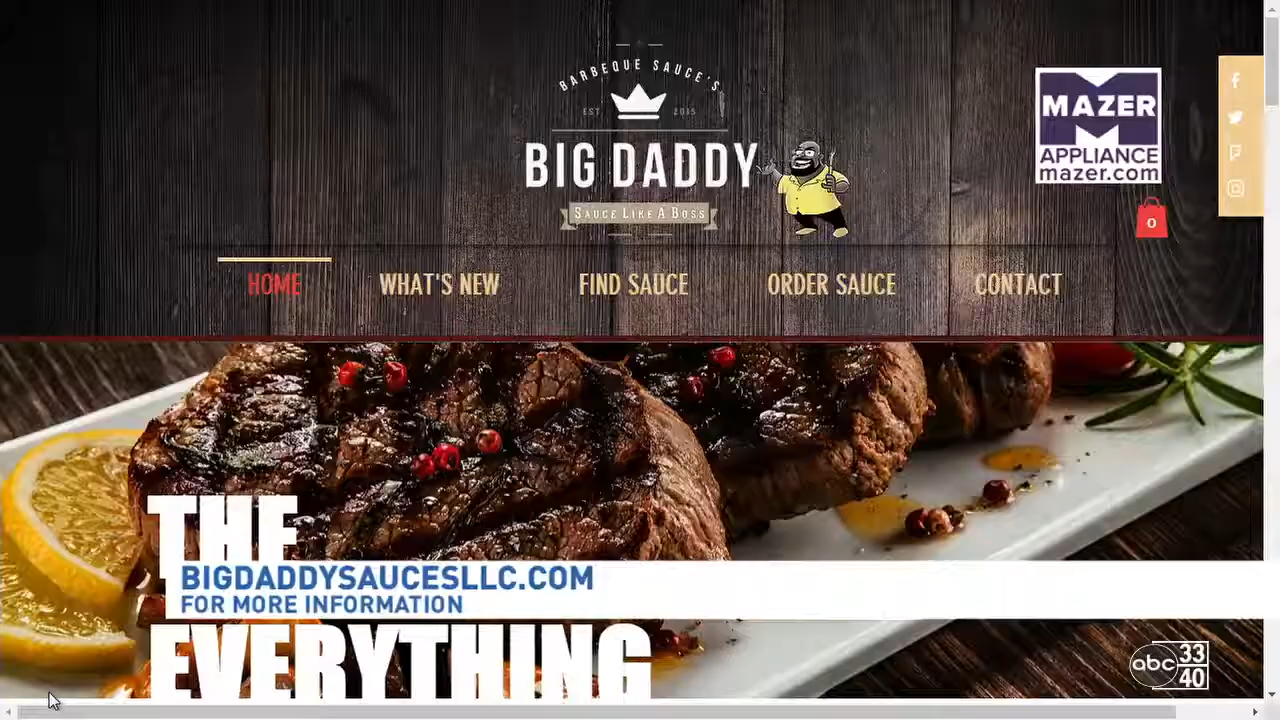 BARBEQUE SAUCE'S
EST 2015
BIG DADDY
SAUCE LIKE A BOSS
MAZER
APPLIANCE
mazer.com
0
HOME WHAT'S NEW FIND SAUCE ORDER SAUCE CONTACT
THE
BIGDADDYSAUCESLLC.COM
FOR MORE INFORMATION
EVERYTHING
abc 33
40